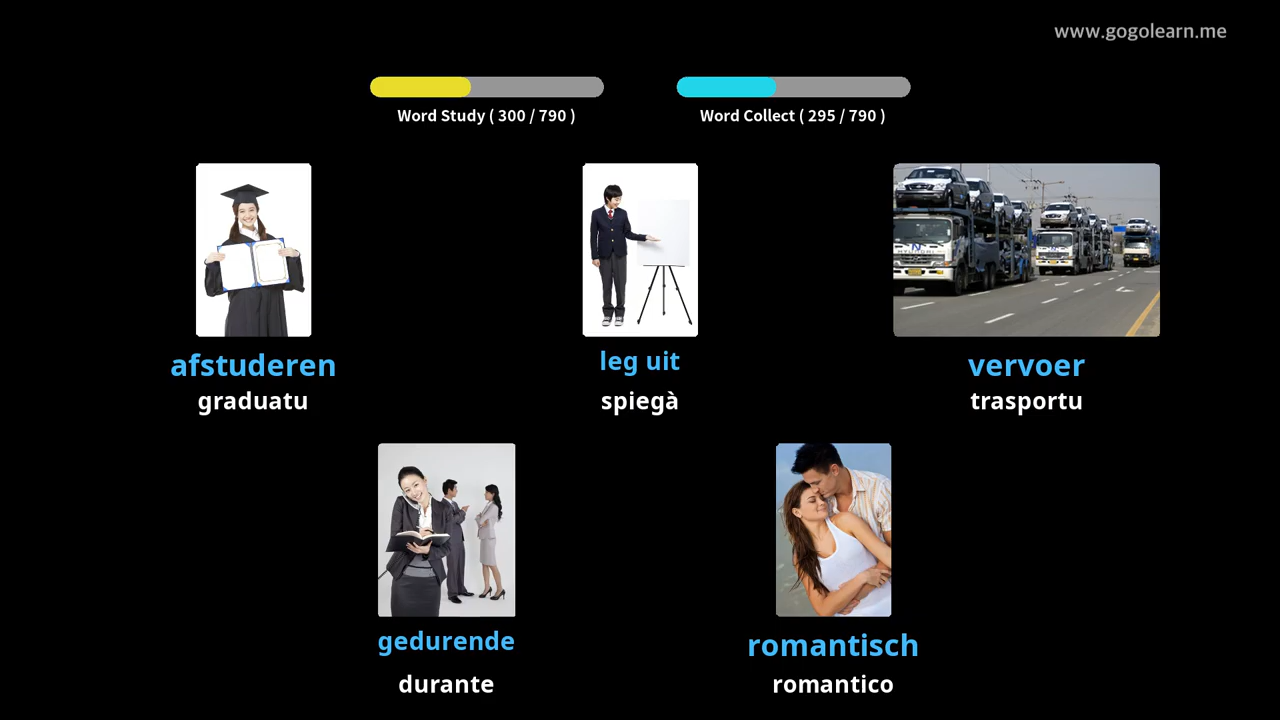 www.gogolearn.me
Word Study ( 300 / 790 )
Word Collect ( 295 / 790 )
afstuderen
graduatu
leg uit
spiegà
vervoer
trasportu
gedurende
durante
romantisch
romantico